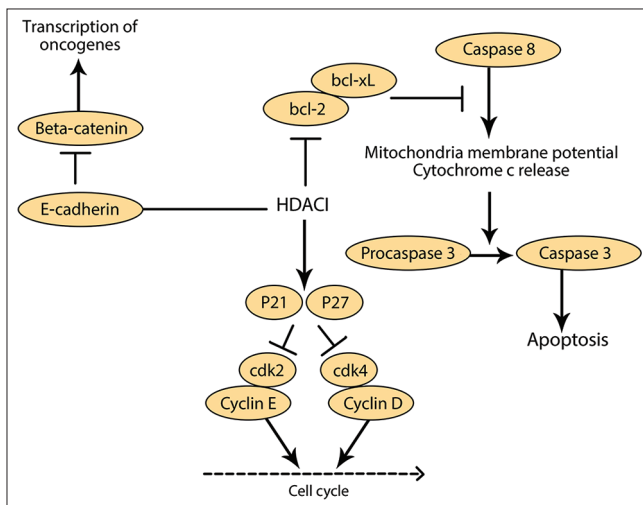 Transcription of
oncogenes
Caspase 8
bcl-xL
bcl-2
Beta-catenin
Mitochondria membrane potential
Cytochrome c release
E-cadherin
HDACI
Procaspase 3
Caspase 3
P21
P27
Apoptosis
cdk2
cdk4
Cyclin E
Cyclin D
Cell cycle